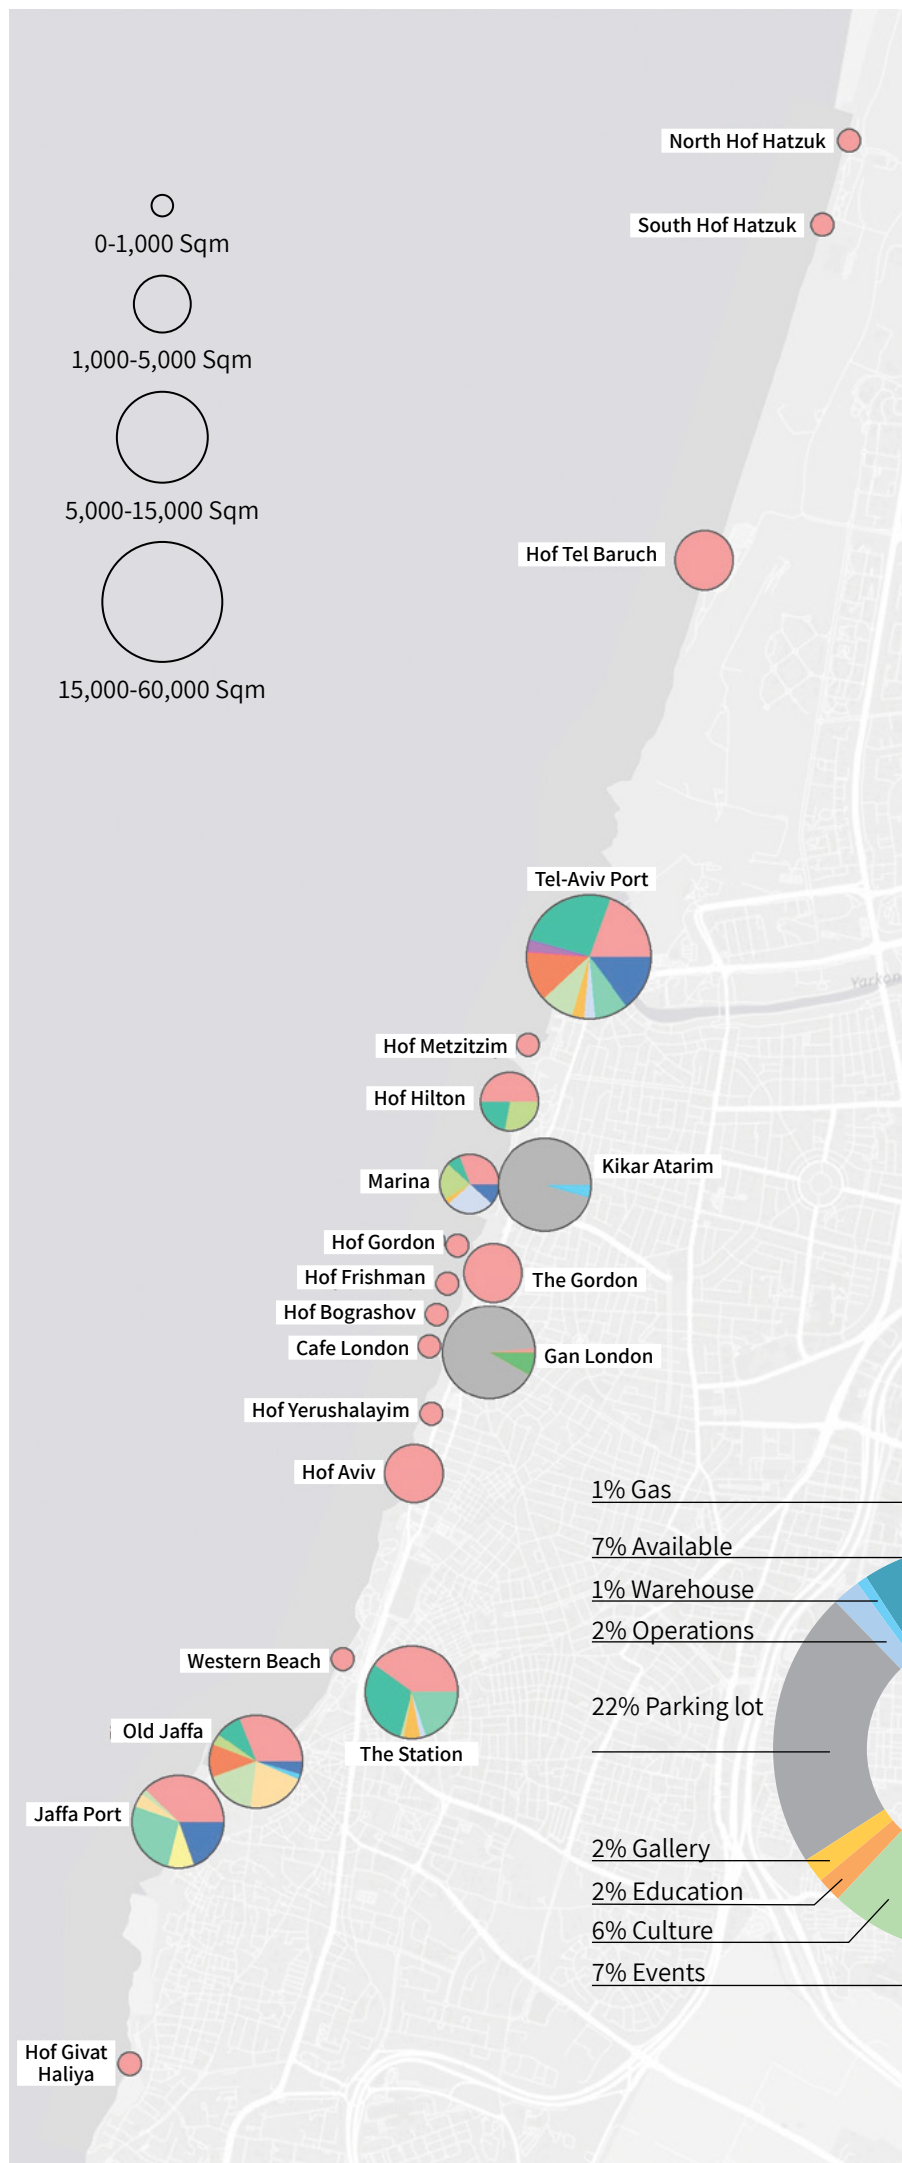 North Hof Hatzuk
South Hof Hatzuk
0-1,000 Sqm
1,000-5,000 Sqm
5,000-15,000 Sqm
Hof Tel Baruch
15,000-60,000 Sqm
Tel-Aviv Port
Yarkon
Hof Metzitzim
Hof Hilton
Kikar Atarim
Marina
Hof Gordon
Hof Frishman
The Gordon
Hof Bograshov
Cafe London
Gan London
Hof Yerushalayim
Hof Aviv
1% Gas
7% Available
1% Warehouse
2% Operations
Western Beach
22% Parking lot
Old Jaffa
The Station
Jaffa Port
2% Gallery
2% Education
6% Culture
7% Events
Hof Givat
Haliya